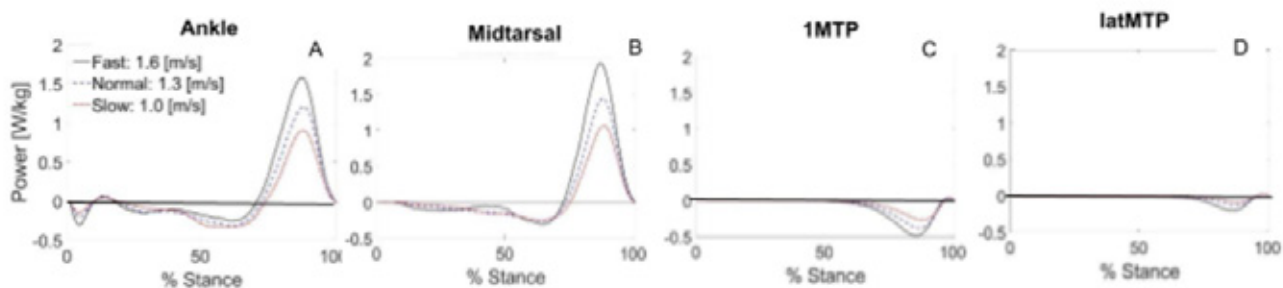 Ankle
A
2
Fast: 1.6 [m/s]
1.5
Normal: 1.3 [m/s]
1
Slow: 1.0 [m/s]
0.5
0
-0.5
Power [W/kg]
0
50
100
% Stance
Midtarsal
B
2
1.5
1
0.5
0
-0.5
0
50
100
% Stance
1MTP
C
2
1.5
1
0.5
0
-0.5
0
50
100
% Stance
latMTP
D
2
1.5
1
0.5
0
-0.5
0
50
100
% Stance